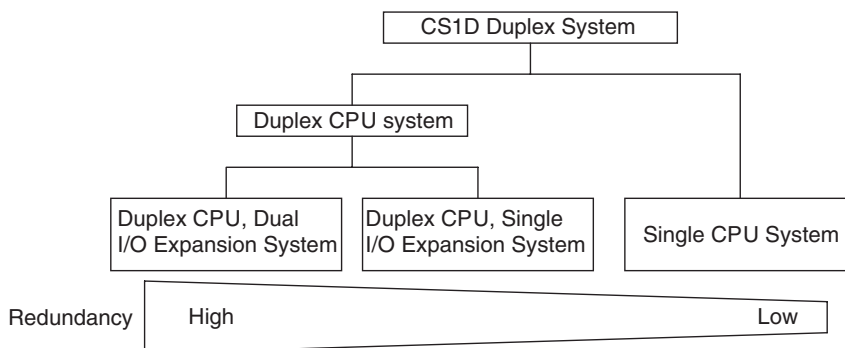 CS1D Duplex System
Duplex CPU system
Duplex CPU, Dual
I/O Expansion System
Duplex CPU, Single
I/O Expansion System
Single CPU System
Redundancy
High
Low